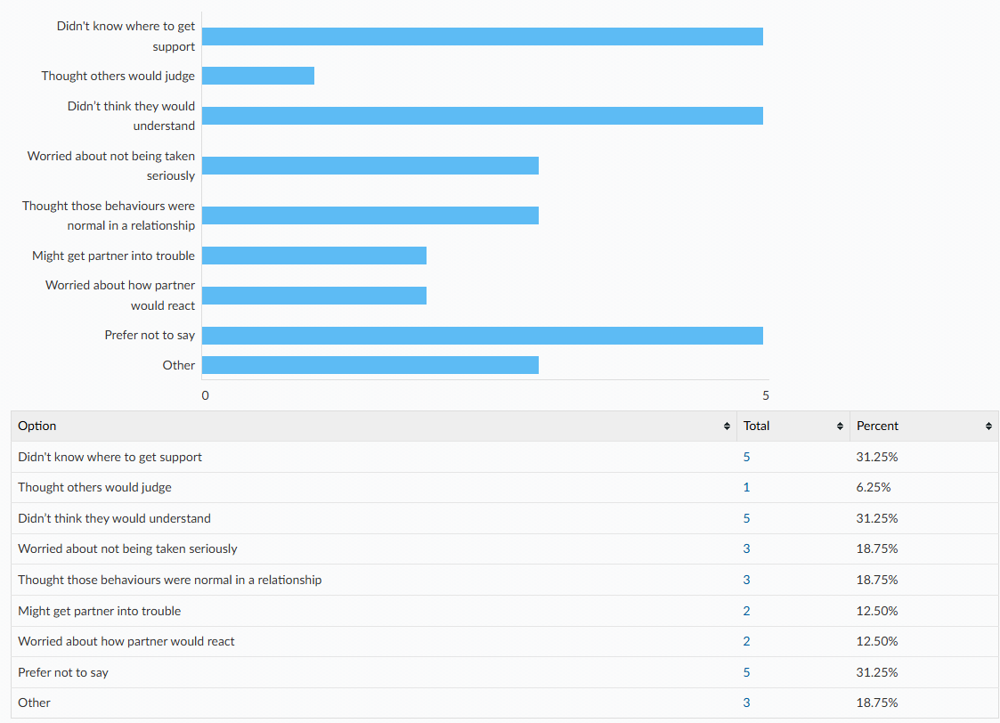 Didn't know where to get
support
Thought others would judge
Didn't think they would
understand
Worried about not being taken
seriously
Thought those behaviours were
normal in a relationship
Might get partner into trouble
Worried about how partner
would react
Prefer not to say
Other
0 5
Option Total Percent
Didn't know where to get support 5 31.25%
Thought others would judge 1 6.25%
Didn't think they would understand 5 31.25%
Worried about not being taken seriously 3 18.75%
Thought those behaviours were normal in a relationship 3 18.75%
Might get partner into trouble 2 12.50%
Worried about how partner would react 2 12.50%
Prefer not to say 5 31.25%
Other 3 18.75%